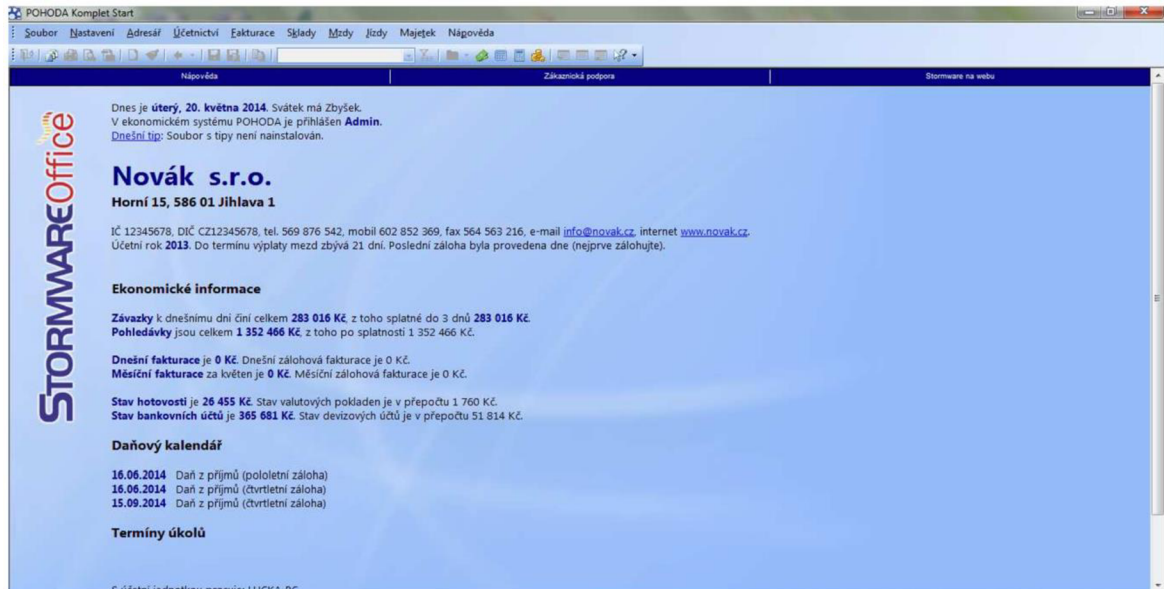 POHODA Komplet Start
Soubor Nastavení Adresář Účetnictví Fakturace Sklady Mzdy Jízdy Majetek Nápověda
Nápověda Zákaznická podpora Stormware na webu
STORMWAREOffice
Dnes je úterý, 20. května 2014. Svátek má Zbyšek.
V ekonomickém systému POHODA je přihlášen Admin.
Dnešní tip: Soubor s tipy není nainstalován.
Novák s.r.o.
Horní 15, 586 01 Jihlava 1
IČ 12345678, DIČ CZ12345678, tel. 569 876 542, mobil 602 852 369, fax 564 563 216, e-mail info@novak.cz, internet www.novak.cz.
Účetní rok 2013. Do termínu výplaty mezd zbývá 21 dní. Poslední záloha byla provedena dne (nejprve zálohujte).
Ekonomické informace
Závazky k dnešnímu dni činí celkem 283 016 Kč, z toho splatné do 3 dnů 283 016 Kč.
Pohledávky jsou celkem 1 352 466 Kč, z toho po splatnosti 1 352 466 Kč.
Dnešní fakturace je 0 Kč. Dnešní zálohová fakturace je 0 Kč.
Měsíční fakturace za květen je 0 Kč. Měsíční zálohová fakturace je 0 Kč.
Stav hotovosti je 26 455 Kč. Stav valutových pokladen je v přepočtu 1 760 Kč.
Stav bankovních účtů je 365 681 Kč. Stav devizových účtů je v přepočtu 51 814 Kč.
Daňový kalendář
16.06.2014 Daň z příjmů (pololetní záloha)
16.06.2014 Daň z příjmů (čtvrtletní záloha)
15.09.2014 Daň z příjmů (čtvrtletní záloha)
Termíny úkolů